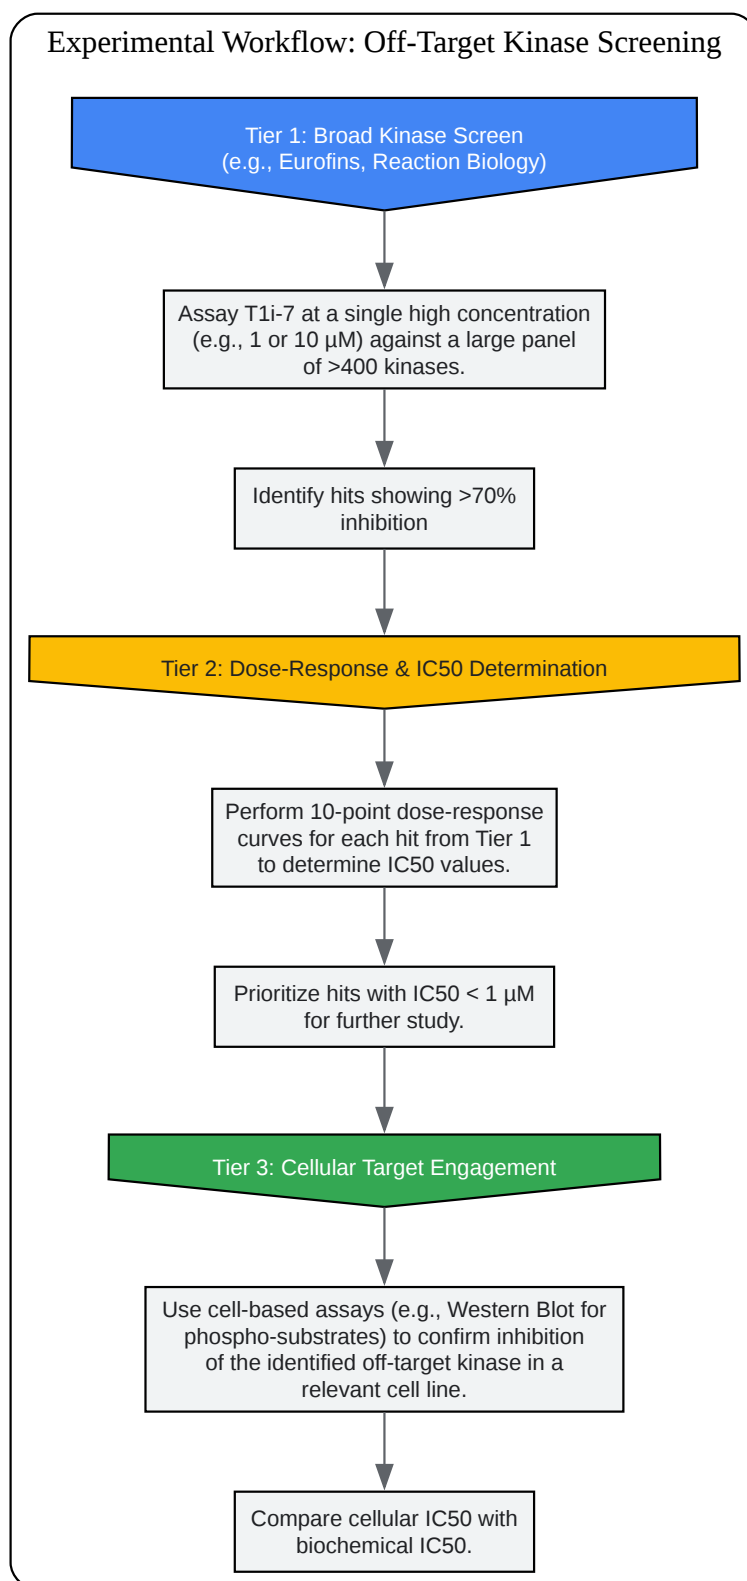 Experimental Workflow: Off-Target Kinase Screening
Tier 1: Broad Kinase Screen
(e.g., Eurofins, Reaction Biology)
Assay T1i-7 at a single high concentration
(e.g., 1 or 10 µM) against a large panel
of >400 kinases.
Identify hits showing >70%
inhibition
Tier 2: Dose-Response & IC50 Determination
Perform 10-point dose-response
curves for each hit from Tier 1
to determine IC50 values.
Prioritize hits with IC50 < 1 µM
for further study.
Tier 3: Cellular Target Engagement
Use cell-based assays (e.g., Western Blot for
phospho-substrates) to confirm inhibition
of the identified off-target kinase in a
relevant cell line.
Compare cellular IC50 with
biochemical IC50.